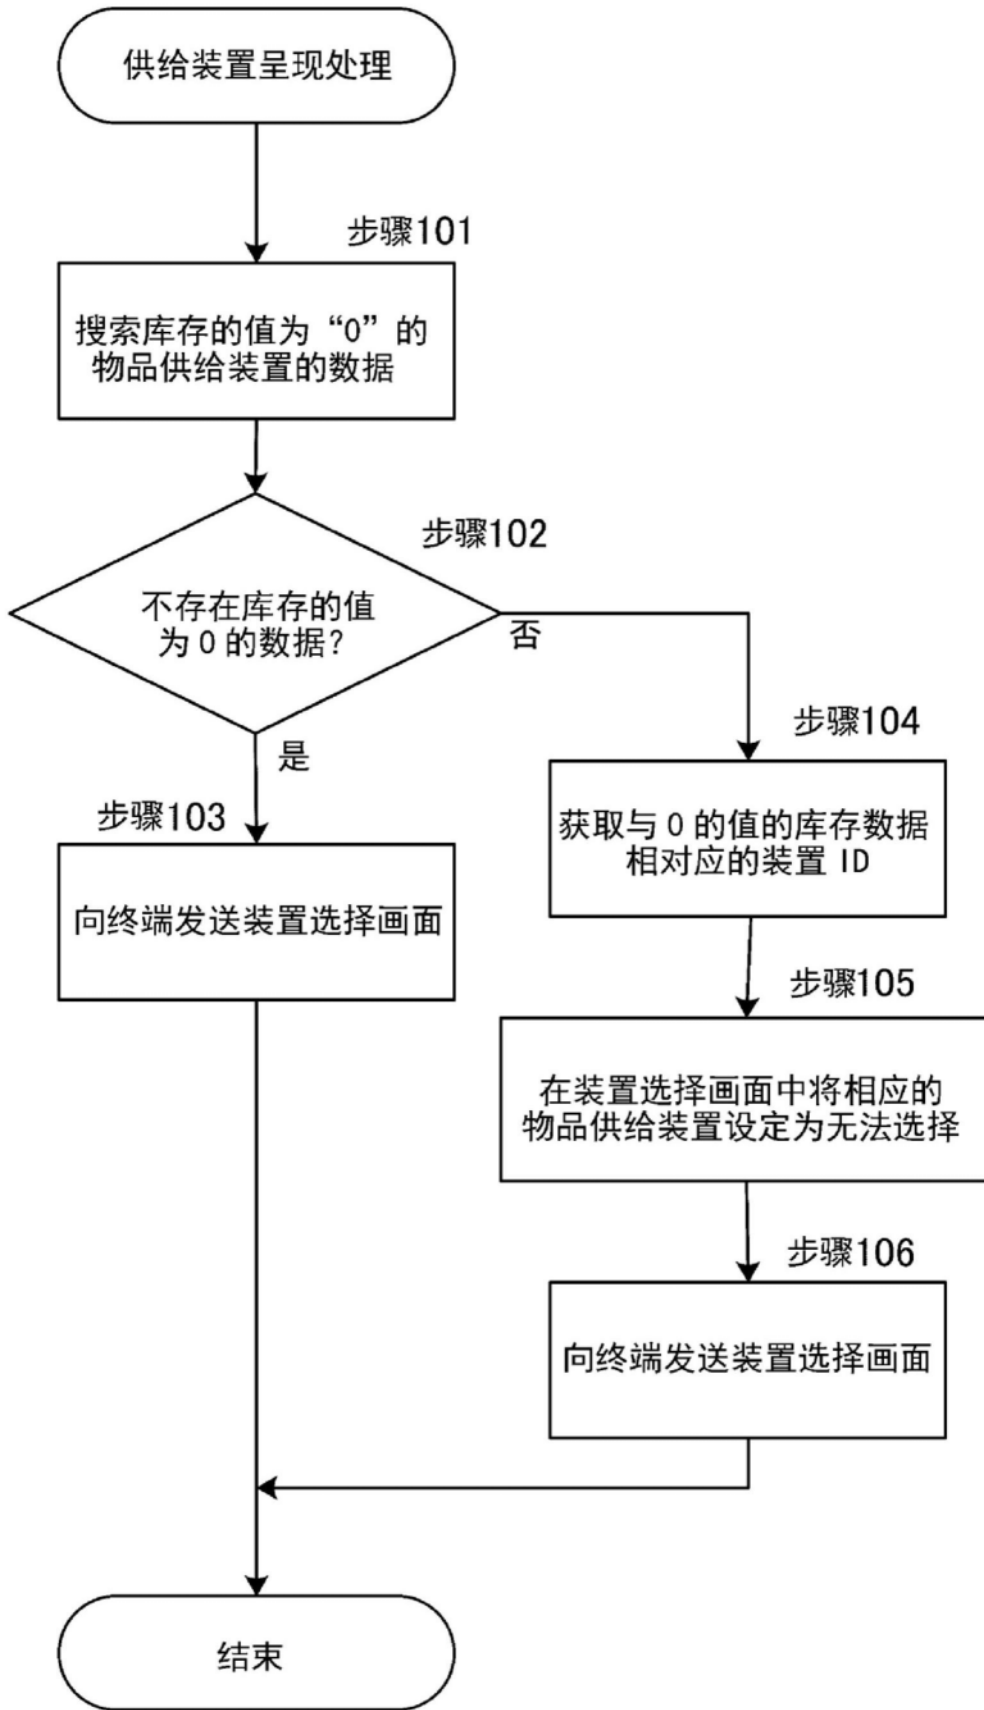 供给装置呈现处理
步骤101
搜索库存的值为“0”的
物品供给装置的数据
步骤102
不存在库存的值
为0的数据？
否
是
步骤103
向终端发送装置选择画面
步骤104
获取与0的值的库存数据
相对应的装置ID
步骤105
在装置选择画面中将相应的
物品供给装置设定为无法选择
步骤106
向终端发送装置选择画面
结束